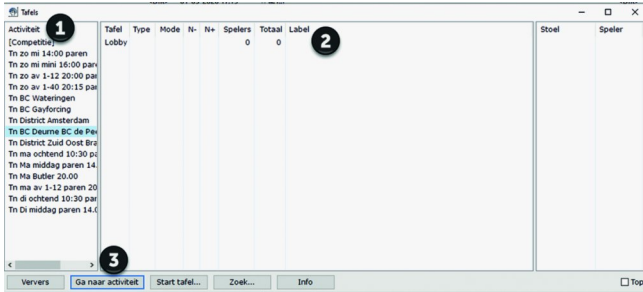 Tafels
Activiteit 1
[Competitie]
Tn zo mi 14:00 paren
Tn zo mi mini 16:00 pare
Tn zo av 1-12 20:00 par
Tn zo av 1-40 20:15 par
Tn BC Wateringen
Tn BC Gayforcing
Tn District Amsterdam
Tn BC Deurne BC de Pee
Tn District Zuid Oost Bra
Tn ma ochtend 10:30 pa
Tn Ma middag paren 14.
Tn Ma Butler 20.00
Tn ma av 1-12 paren 20
Tn di ochtend 10:30 par
Tn Di middag paren 14.0
Tafel Type Mode N- N+ Spelers Totaal Label
Lobby 0 0
2
Stoel Speler
3
Ververs Ga naar activiteit Start tafel... Zoek... Info Top